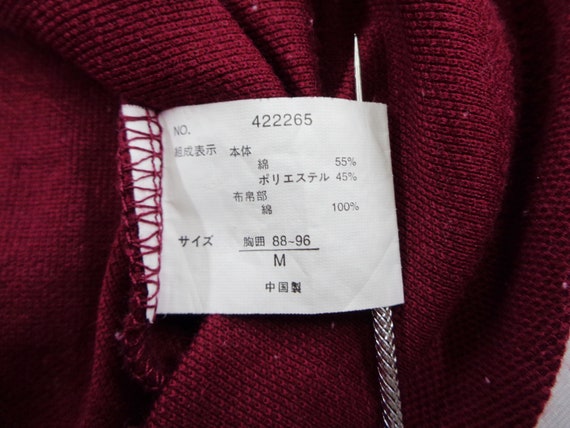 NO. 422265
組成表示 本体
綿 55%
ポリエステル 45%
布帛部
綿 100%
サイズ 胸囲 88~96
M
中国製